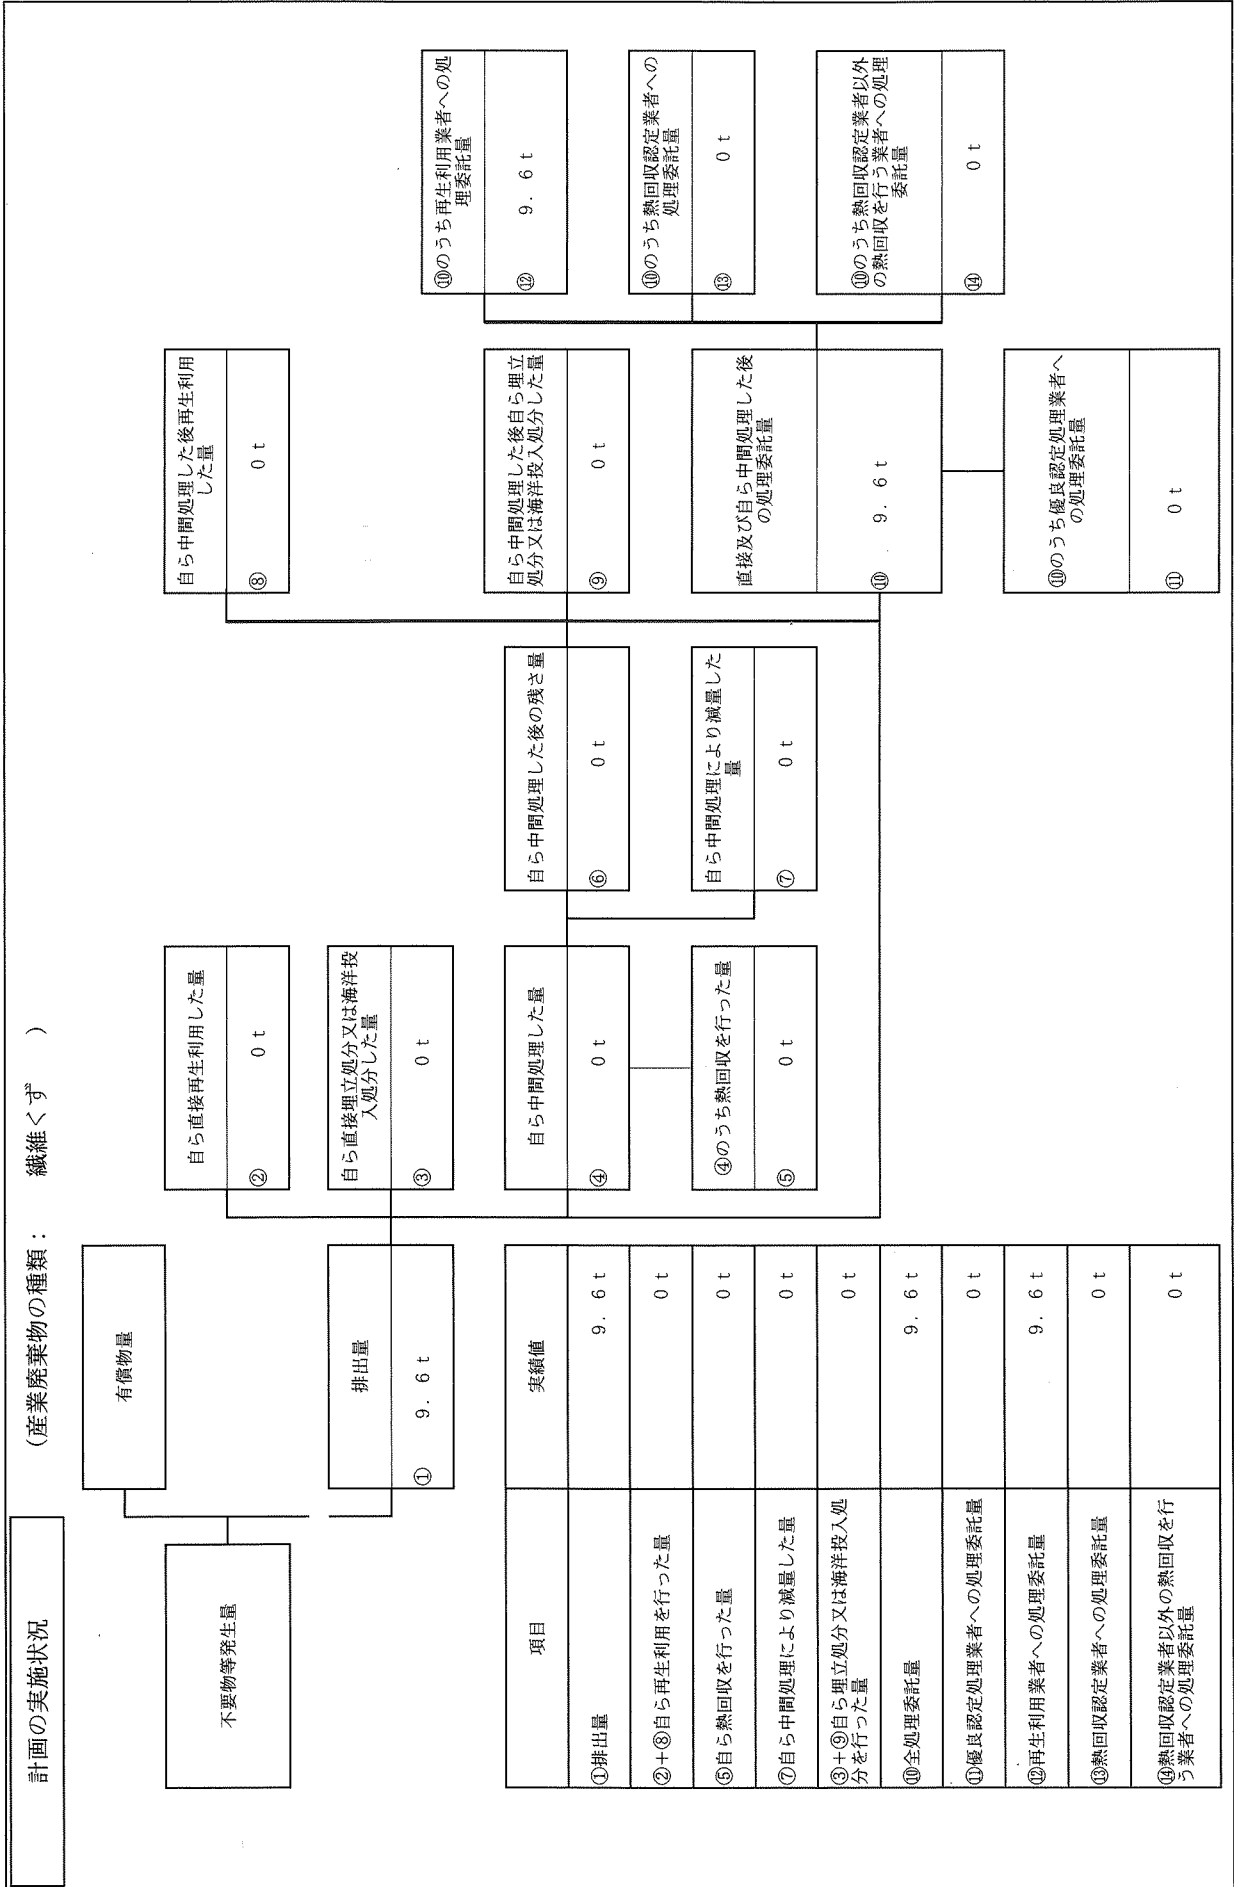 計画の実施状況
（産業廃棄物の種類： 繊維くず ）
不要物等発生量
有償物量
排出量
① 9.6t
自ら直接再生利用した量
② 0t
自ら直接埋立処分又は海洋投
入処分した量
③ 0t
自ら中間処理した量
④ 0t
④のうち熱回収を行った量
⑤ 0t
自ら中間処理した後の残さ量
⑥ 0t
自ら中間処理により減量した
量
⑦ 0t
自ら中間処理した後再生利用
した量
⑧ 0t
自ら中間処理した後自ら埋立
処分又は海洋投入処分した量
⑨ 0t
直接及び自ら中間処理した後
の処理委託量
⑩ 9.6t
⑩のうち優良認定処理業者へ
の処理委託量
⑪ 0t
⑩のうち再生利用業者への処
理委託量
⑫ 9.6t
⑩のうち熱回収認定業者への
処理委託量
⑬ 0t
⑩のうち熱回収認定業者以外
の熱回収を行う業者への処理
委託量
⑭ 0t
項目 実績値
①排出量 9.6t
②＋⑧自ら再生利用を行った量 0t
⑤自ら熱回収を行った量 0t
⑦自ら中間処理により減量した量 0t
③＋⑨自ら埋立処分又は海洋投入処
分を行った量 0t
⑩全処理委託量 9.6t
⑪優良認定処理業者への処理委託量 0t
⑫再生利用業者への処理委託量 9.6t
⑬熱回収認定業者への処理委託量 0t
⑭熱回収認定業者以外の熱回収を行
う業者への処理委託量 0t